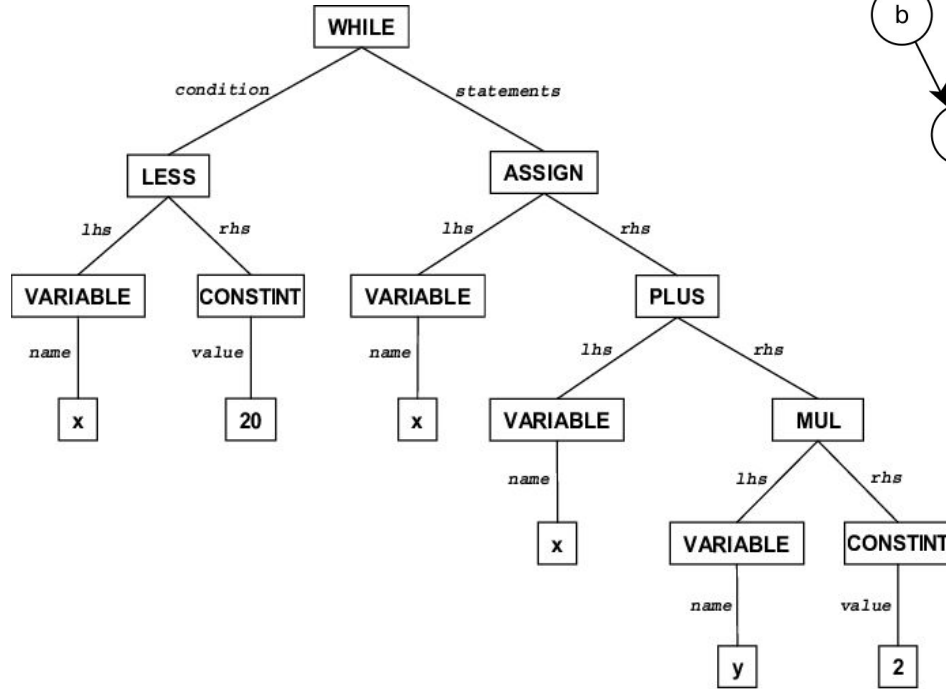 WHILE
b
condition
statements
LESS
ASSIGN
lhs
rhs
lhs
rhs
VARIABLE
CONSTINT
VARIABLE
PLUS
name
value
name
lhs
rhs
x
20
x
VARIABLE
MUL
name
lhs
rhs
x
VARIABLE
CONSTINT
name
value
y
2